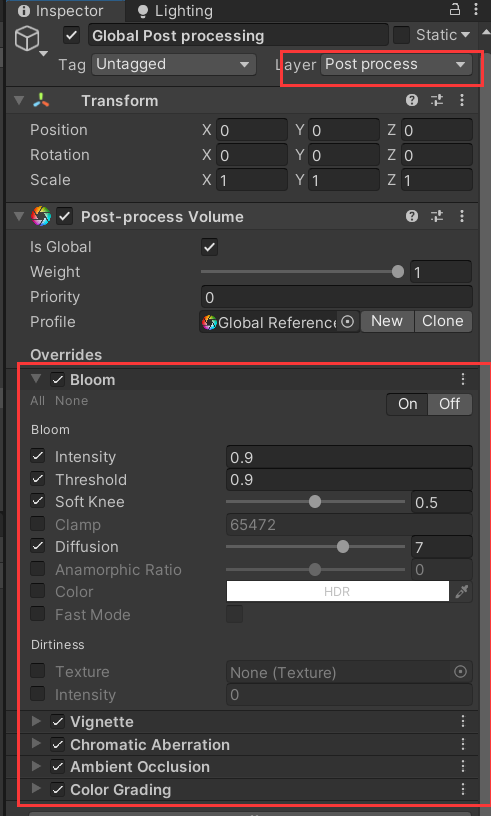 Inspector Lighting
Global Post processing Static
Tag Untagged Layer Post process
Transform
Position X 0 Y 0 Z 0
Rotation X 0 Y 0 Z 0
Scale X 1 Y 1 Z 1
Post-process Volume
Is Global
Weight 1
Priority 0
Profile Global Reference New Clone
Overrides
Bloom
All None On Off
Bloom
Intensity 0.9
Threshold 0.9
Soft Knee 0.5
Clamp 65472
Diffusion 7
Anamorphic Ratio 0
Color HDR
Fast Mode
Dirtiness
Texture None (Texture)
Intensity 0
Vignette
Chromatic Aberration
Ambient Occlusion
Color Grading